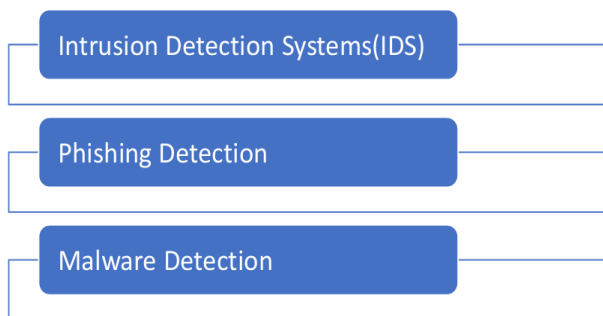 Intrusion Detection Systems(IDS)
Phishing Detection
Malware Detection